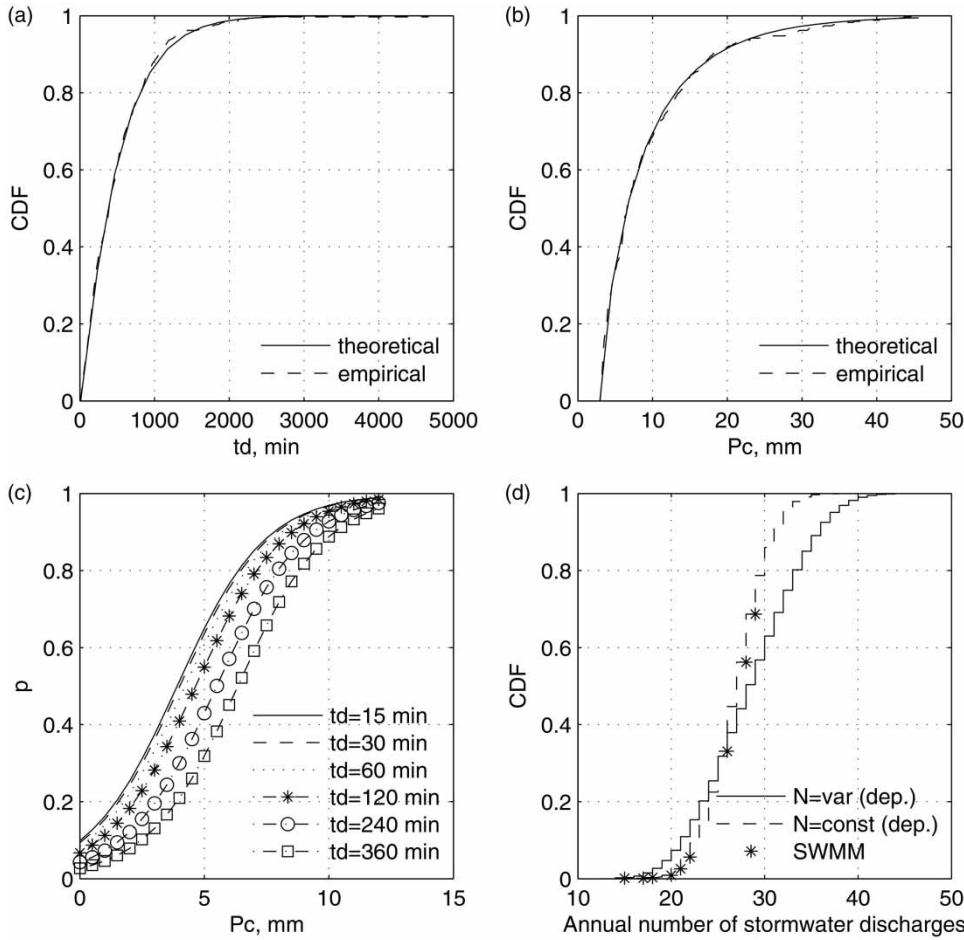 (a)
1
0.8
0.6
0.4
0.2
0
CDF
theoretical
empirical
0 1000 2000 3000 4000 5000
td, min
(b)
1
0.8
0.6
0.4
0.2
0
CDF
theoretical
empirical
0 10 20 30 40 50
Pc, mm
(c)
1
0.8
0.6
0.4
0.2
0
p
td=15 min
td=30 min
td=60 min
td=120 min
td=240 min
td=360 min
0 5 10 15
Pc, mm
(d)
1
0.8
0.6
0.4
0.2
0
CDF
N=var (dep.)
N=const (dep.)
SWMM
10 20 30 40 50
Annual number of stormwater discharges